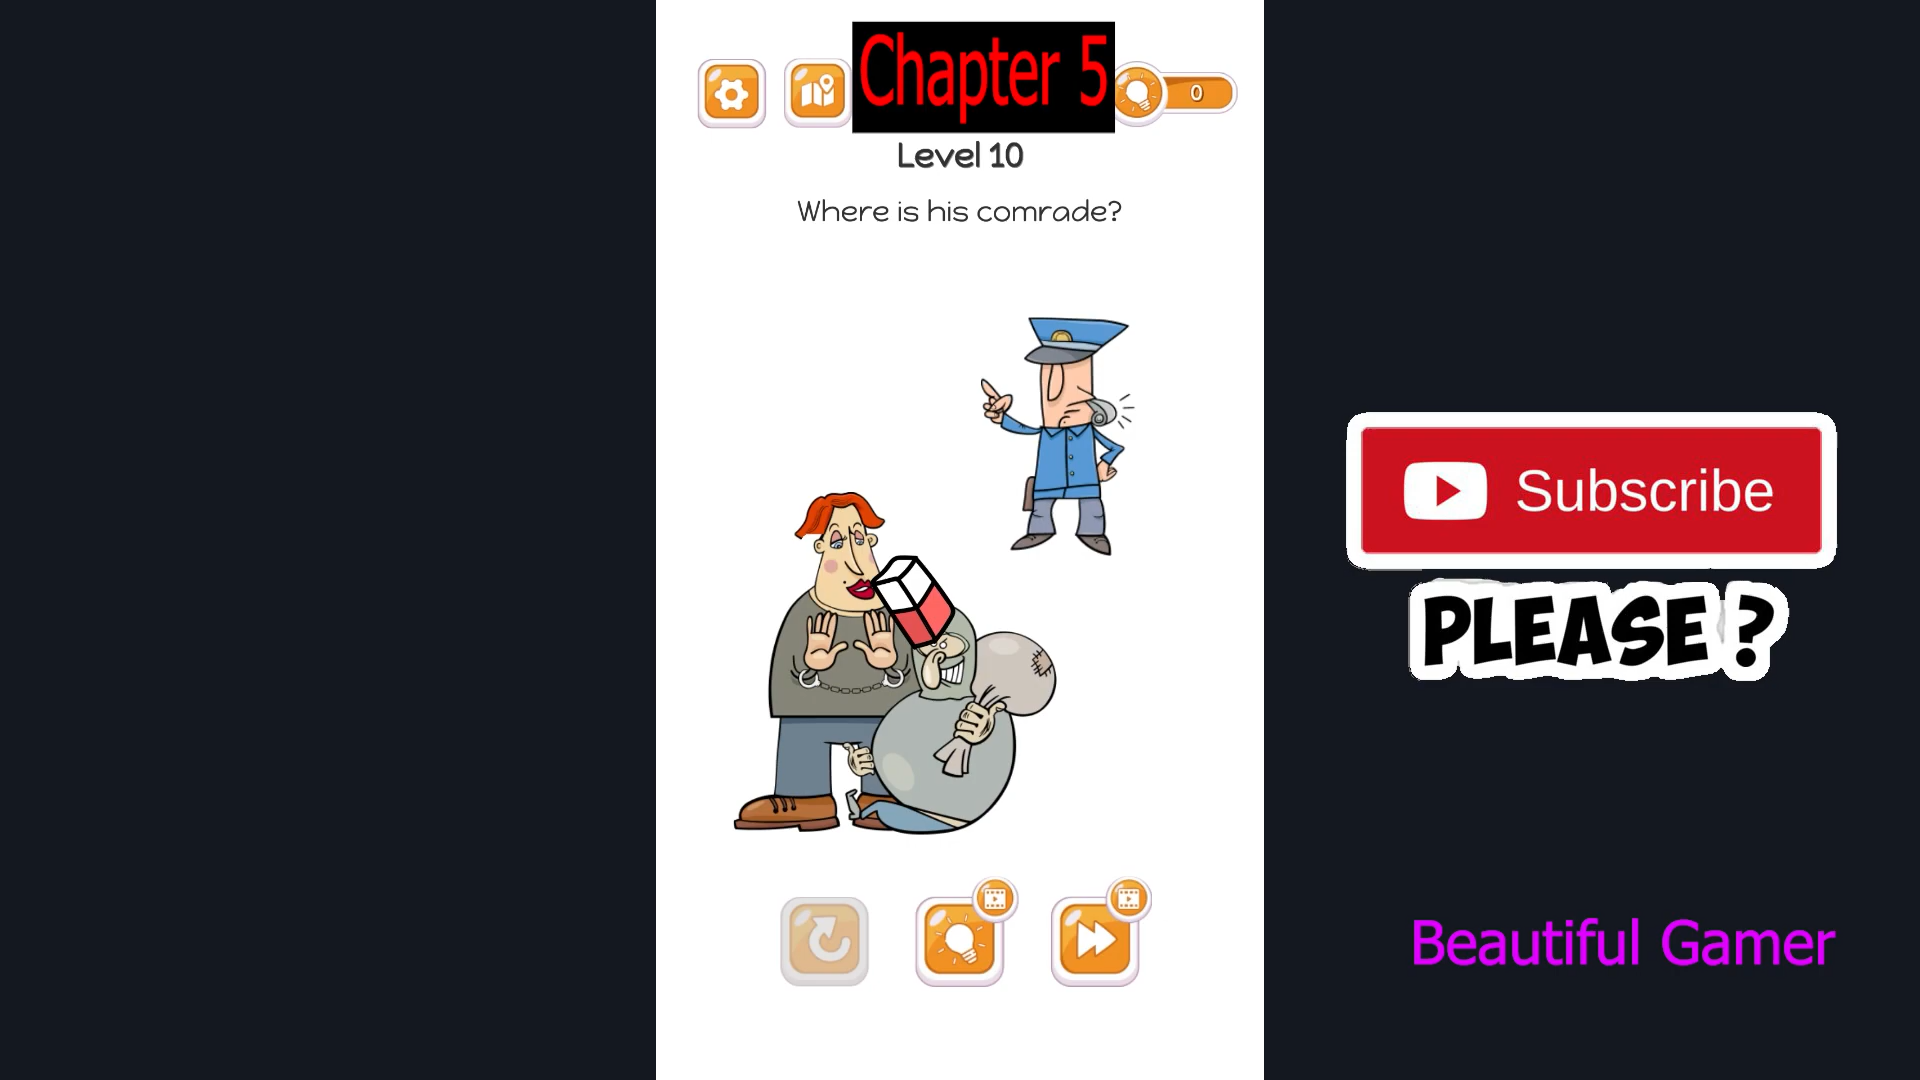 Chapter 5
0
Level 10
Where is his comrade?
Subscribe
PLEASE ?
Beautiful Gamer